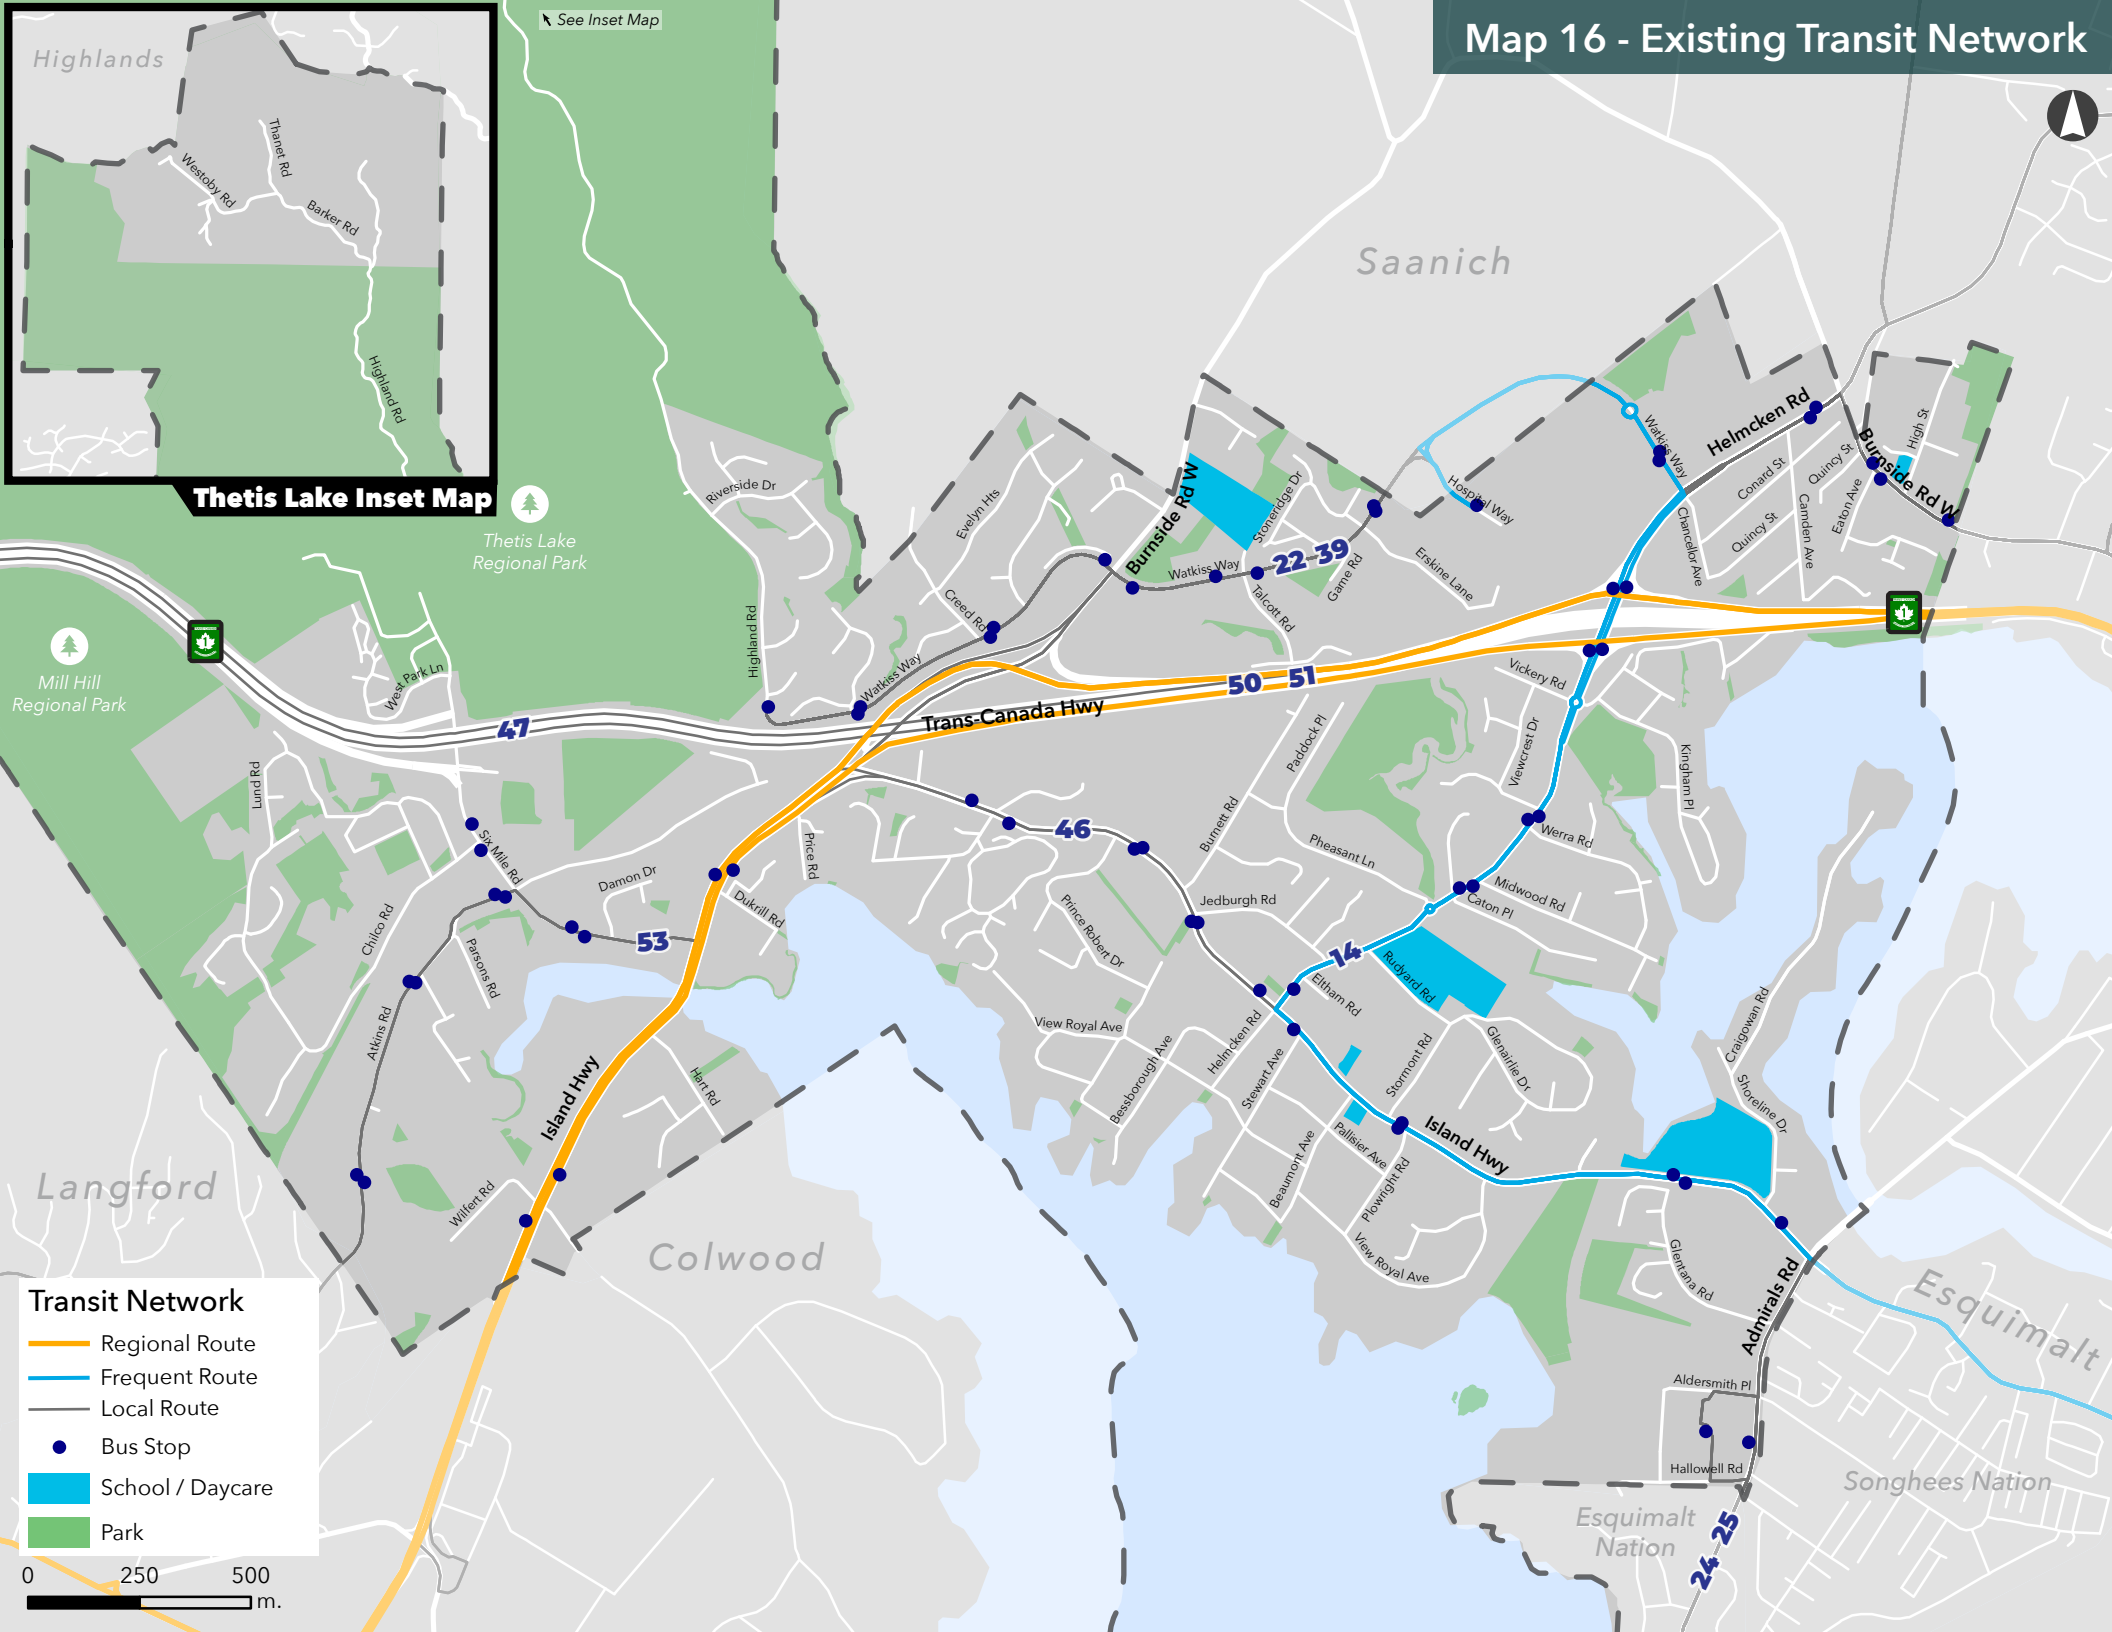 Map 16 - Existing Transit Network
See Inset Map
Highlands
Thanet Rd
Westoby Rd
Barker Rd
Highland Rd
Thetis Lake Inset Map
Thetis Lake
Regional Park
Mill Hill
Regional Park
Saanich
Riverside Dr
Evelyn Hts
Burnside Rd W
Stoneridge Dr
Watkiss Way
22
39
Game Rd
Talcott Rd
Erskine Lane
Hospital Way
Watkiss Way
Helmcken Rd
Burnside Rd W
High St
Conard St
Quincy St
Quincy St
Camden Ave
Eaton Ave
Chancellor Ave
Creed Rd
Highland Rd
Watkiss Way
West Park Ln
47
Trans-Canada Hwy
50
51
1
1
Vickery Rd
Viewcrest Dr
Kingham Pl
Paddock Pl
Burnett Rd
Pheasant Ln
Werra Rd
Midwood Rd
Caton Pl
Lund Rd
Six Mile Rd
Damon Dr
Price Rd
Dukrill Rd
46
Jedburgh Rd
Prince Robert Dr
14
Eltham Rd
Rudyard Rd
Chilco Rd
Parsons Rd
53
Atkins Rd
Island Hwy
Hart Rd
Wilfert Rd
View Royal Ave
Bessborough Ave
Helmcken Rd
Stewart Ave
Stormont Rd
Glenairlie Dr
Craigowan Rd
Shoreline Dr
Island Hwy
Pallisier Ave
Beaumont Ave
Plowright Rd
View Royal Ave
Glentana Rd
Admirals Rd
Aldersmith Pl
Hallowell Rd
Langford
Colwood
Esquimalt
Songhees Nation
Esquimalt
Nation
24
25
Transit Network
Regional Route
Frequent Route
Local Route
Bus Stop
School / Daycare
Park
0 250 500
m.